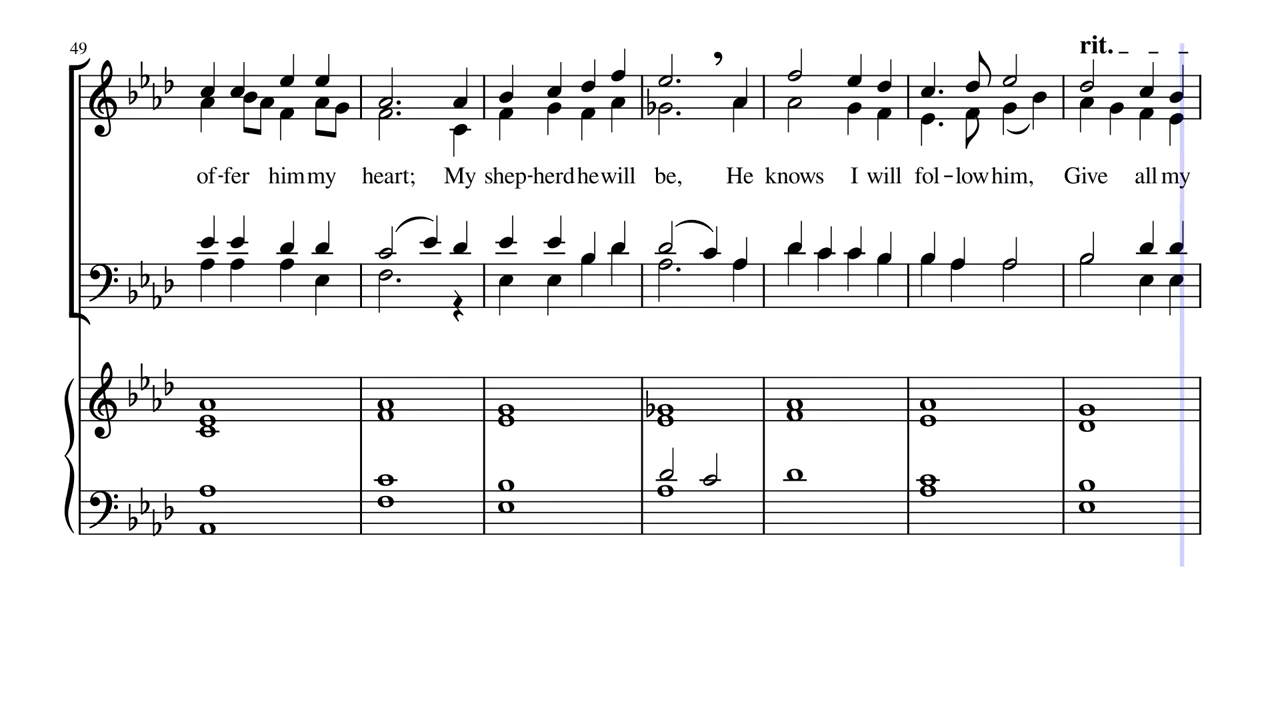 49
rit.
of-fer him my heart; My shep-herd he will be, He knows I will fol-low him, Give all my